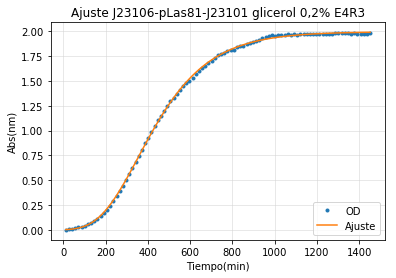 Ajuste J23106-pLas81-J23101 glicerol 0,2% E4R3
2.00
1.75
1.50
1.25
1.00
0.75
0.50
0.25
0.00
Abs(nm)
OD
Ajuste
0 200 400 600 800 1000 1200 1400
Tiempo(min)